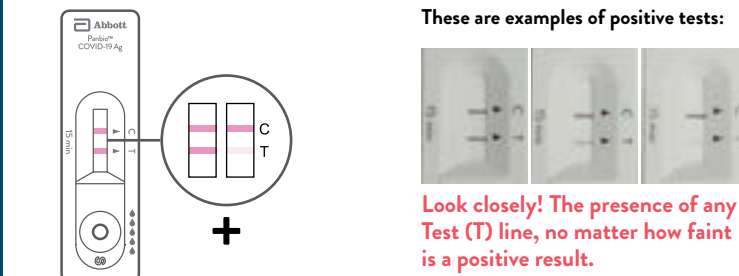 Abbott
Panbio™
COVID-19 Ag
C
T
15 min
C
T
These are examples of positive tests:
C
T
C
T
Look closely! The presence of any
Test (T) line, no matter how faint
is a positive result.